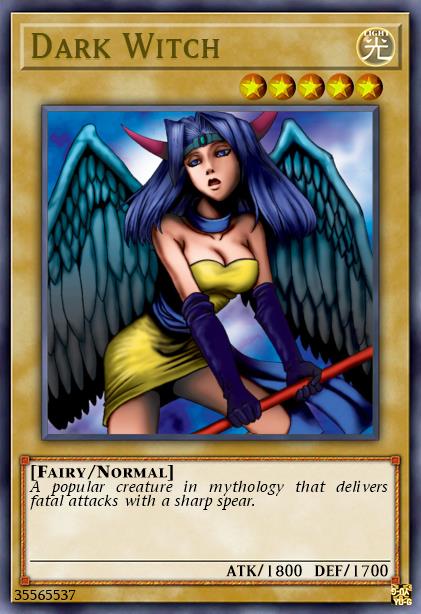 DARK WITCH
LIGHT
光
[FAIRY/NORMAL]
A popular creature in mythology that delivers
fatal attacks with a sharp spear.
ATK/1800 DEF/1700
35565537